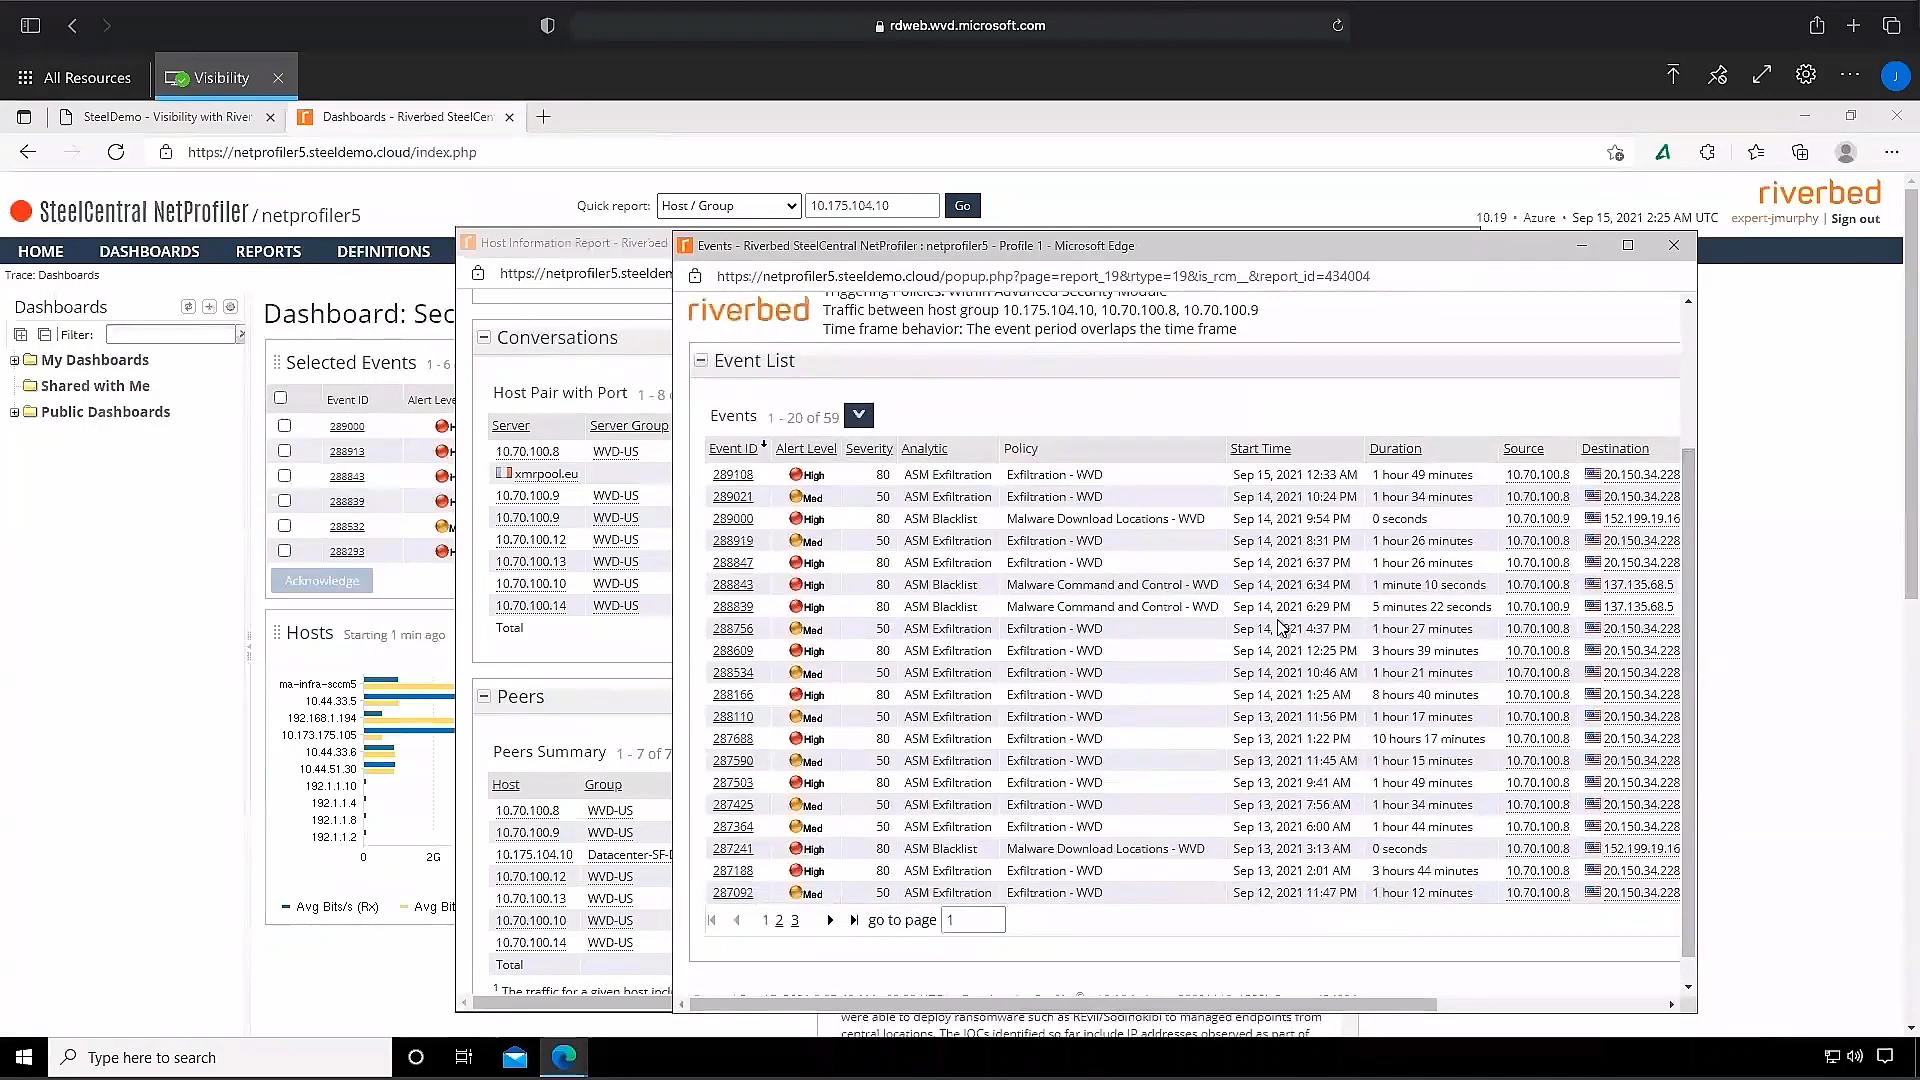 rdweb.wvd.microsoft.com
All Resources
Visibility
J
SteelDemo - Visibility with River
Dashboards - Riverbed SteelCen
https://netprofiler5.steeldemo.cloud/index.php
SteelCentral NetProfiler / netprofiler5
Quick report: Host / Group 10.175.104.10 Go
riverbed
10.19 • Azure • Sep 15, 2021 2:25 AM UTC expert-jmurphy | Sign out
HOME DASHBOARDS REPORTS DEFINITIONS
Trace: Dashboards
Dashboards
Filter:
My Dashboards
Shared with Me
Public Dashboards
Dashboard: Sec
Selected Events 1 - 6
Event ID Alert Leve
289000 H
288913 H
288843 H
288839 H
288532 M
288293 H
Acknowledge
Hosts Starting 1 min ago
ma-infra-sccm5
10.44.33.5
192.168.1.194
10.173.175.105
10.44.33.6
10.44.51.30
192.1.1.10
192.1.1.4
192.1.1.8
192.1.1.2
0 2G
Avg Bits/s (Rx) Avg Bit
Host Information Report - Riverbed
https://netprofiler5.steeldem
Conversations
Host Pair with Port 1 - 8 o
Server Server Group
10.70.100.8 WVD-US
xmrpool.eu
10.70.100.9 WVD-US
10.70.100.9 WVD-US
10.70.100.12 WVD-US
10.70.100.13 WVD-US
10.70.100.10 WVD-US
10.70.100.14 WVD-US
Total
Peers
Peers Summary 1 - 7 of 7
Host Group
10.70.100.8 WVD-US
10.70.100.9 WVD-US
10.175.104.10 Datacenter-SF-D
10.70.100.12 WVD-US
10.70.100.13 WVD-US
10.70.100.10 WVD-US
10.70.100.14 WVD-US
Total
1 The traffic for a given host incl
Events - Riverbed SteelCentral NetProfiler : netprofiler5 - Profile 1 - Microsoft Edge
https://netprofiler5.steeldemo.cloud/popup.php?page=report_19&rtype=19&is_rcm__&report_id=434004
riverbed
Triggering Policies: Within Advanced Security Module
Traffic between host group 10.175.104.10, 10.70.100.8, 10.70.100.9
Time frame behavior: The event period overlaps the time frame
Event List
Events 1 - 20 of 59
Event ID Alert Level Severity Analytic Policy Start Time Duration Source Destination
289108 High 80 ASM Exfiltration Exfiltration - WVD Sep 15, 2021 12:33 AM 1 hour 49 minutes 10.70.100.8 20.150.34.228
289021 Med 50 ASM Exfiltration Exfiltration - WVD Sep 14, 2021 10:24 PM 1 hour 34 minutes 10.70.100.8 20.150.34.228
289000 High 80 ASM Blacklist Malware Download Locations - WVD Sep 14, 2021 9:54 PM 0 seconds 10.70.100.9 152.199.19.16
288919 Med 50 ASM Exfiltration Exfiltration - WVD Sep 14, 2021 8:31 PM 1 hour 26 minutes 10.70.100.8 20.150.34.228
288847 High 80 ASM Exfiltration Exfiltration - WVD Sep 14, 2021 6:37 PM 1 hour 26 minutes 10.70.100.8 20.150.34.228
288843 High 80 ASM Blacklist Malware Command and Control - WVD Sep 14, 2021 6:34 PM 1 minute 10 seconds 10.70.100.8 137.135.68.5
288839 High 80 ASM Blacklist Malware Command and Control - WVD Sep 14, 2021 6:29 PM 5 minutes 22 seconds 10.70.100.9 137.135.68.5
288756 Med 50 ASM Exfiltration Exfiltration - WVD Sep 14, 2021 4:37 PM 1 hour 27 minutes 10.70.100.8 20.150.34.228
288609 High 80 ASM Exfiltration Exfiltration - WVD Sep 14, 2021 12:25 PM 3 hours 39 minutes 10.70.100.8 20.150.34.228
288534 Med 50 ASM Exfiltration Exfiltration - WVD Sep 14, 2021 10:46 AM 1 hour 21 minutes 10.70.100.8 20.150.34.228
288166 High 80 ASM Exfiltration Exfiltration - WVD Sep 14, 2021 1:25 AM 8 hours 40 minutes 10.70.100.8 20.150.34.228
288110 Med 50 ASM Exfiltration Exfiltration - WVD Sep 13, 2021 11:56 PM 1 hour 17 minutes 10.70.100.8 20.150.34.228
287688 High 80 ASM Exfiltration Exfiltration - WVD Sep 13, 2021 1:22 PM 10 hours 17 minutes 10.70.100.8 20.150.34.228
287590 Med 50 ASM Exfiltration Exfiltration - WVD Sep 13, 2021 11:45 AM 1 hour 15 minutes 10.70.100.8 20.150.34.228
287503 High 80 ASM Exfiltration Exfiltration - WVD Sep 13, 2021 9:41 AM 1 hour 49 minutes 10.70.100.8 20.150.34.228
287425 Med 50 ASM Exfiltration Exfiltration - WVD Sep 13, 2021 7:56 AM 1 hour 34 minutes 10.70.100.8 20.150.34.228
287364 Med 50 ASM Exfiltration Exfiltration - WVD Sep 13, 2021 6:00 AM 1 hour 44 minutes 10.70.100.8 20.150.34.228
287241 High 80 ASM Blacklist Malware Download Locations - WVD Sep 13, 2021 3:13 AM 0 seconds 10.70.100.8 152.199.19.16
287188 High 80 ASM Exfiltration Exfiltration - WVD Sep 13, 2021 2:01 AM 3 hours 44 minutes 10.70.100.8 20.150.34.228
287092 Med 50 ASM Exfiltration Exfiltration - WVD Sep 12, 2021 11:47 PM 1 hour 12 minutes 10.70.100.8 20.150.34.228
1 2 3 go to page 1
were able to deploy ransomware such as REvil/Sodinokibi to managed endpoints from
central locations. The IOCs identified so far include IP addresses observed as part of
Type here to search